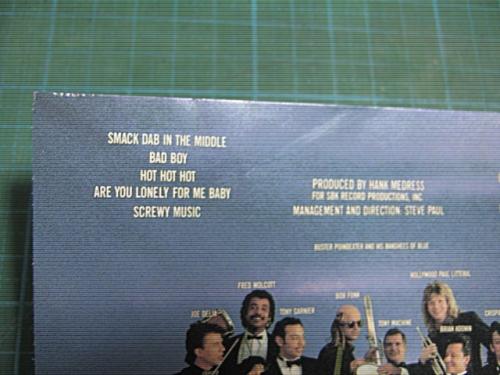 SMACK DAB IN THE MIDDLE
BAD BOY
HOT HOT HOT
ARE YOU LONELY FOR ME BABY
SCREWY MUSIC
PRODUCED BY HANK MEDRESS
FOR SBK RECORD PRODUCTIONS, INC
MANAGEMENT AND DIRECTION: STEVE PAUL
BUSTER POINDEXTER AND HIS BANSHEES OF BLUE
HOLLYWOOD PAUL LITTERAL
FRED WOLCOTT
BOB FUNK
JOE DELIA
TONY GARNIER
TONY MACHINE
BRIAN KOONIN
CRISPIN